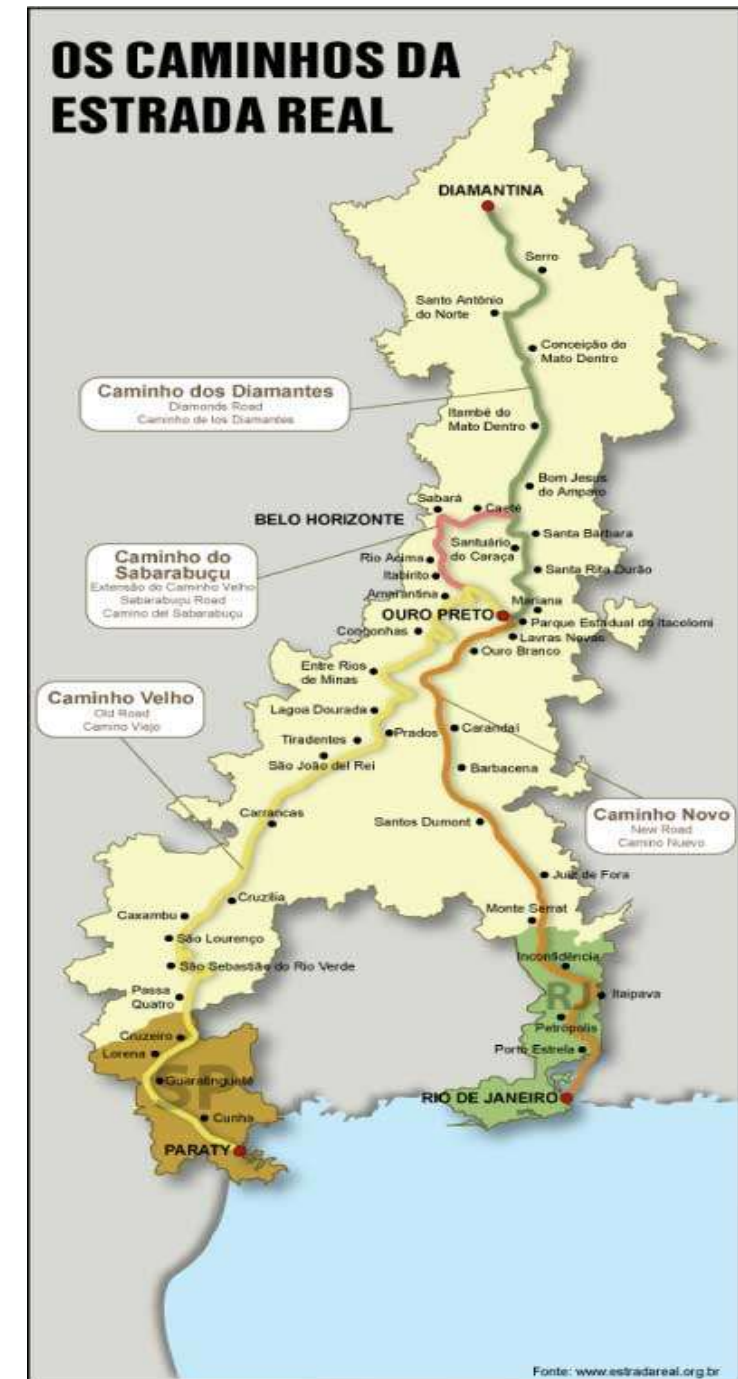 OS CAMINHOS DA
ESTRADA REAL
DIAMANTINA
Serro
Santo Antônio
do Norte
Conceição do
Mato Dentro
Caminho dos Diamantes
Diamonds Road
Caminho de los Diamantes
Itambé do
Mato Dentro
Bom Jesus
do Amparo
Sabará
Caeté
BELO HORIZONTE
Santa Bárbara
Santuário
do Caraça
Caminho do
Sabarabuçu
Extensão do Caminho Velho
Sabarabuçu Road
Camino del Sabarabuçu
Rio Acima
Santa Rita Durão
Itabirito
Amarantina
Mariana
OURO PRETO
Parque Estadual do Itacolomi
Congonhas
Lavras Novas
Ouro Branco
Entre Rios
de Minas
Caminho Velho
Old Road
Camino Viejo
Lagoa Dourada
Prados
Carandaí
Tiradentes
São João del Rei
Barbacena
Carrancas
Santos Dumont
Caminho Novo
New Road
Camino Nuevo
Juiz de Fora
Cruzília
Monte Serrat
Caxambu
São Lourenço
Inconfidência
São Sebastião do Rio Verde
Passa
Quatro
RJ
Itaipava
Petrópolis
Cruzeiro
Lorena
Porto Estrela
SP
Guaratinguetá
RIO DE JANEIRO
Cunha
PARATY
Fonte: www.estradareal.org.br